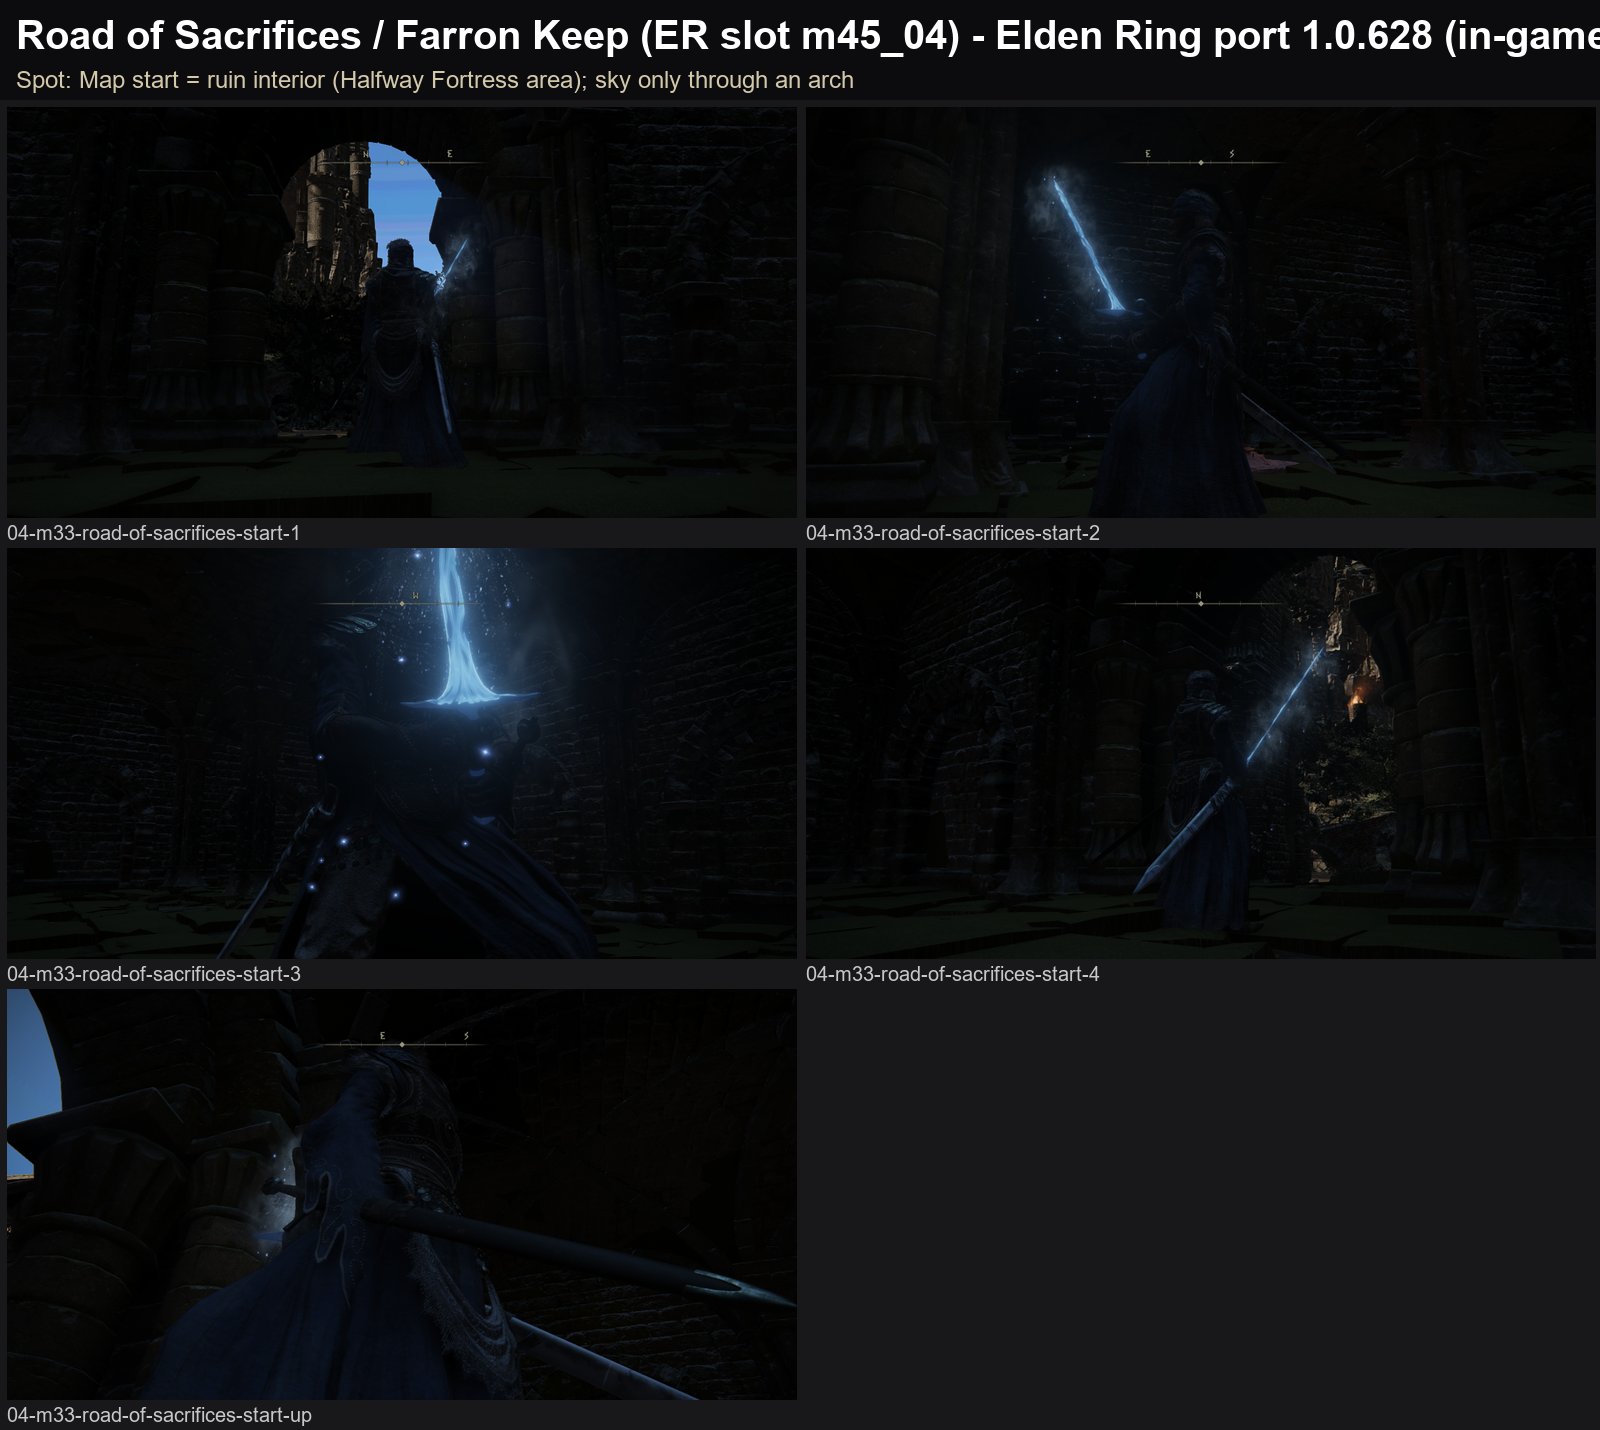 Road of Sacrifices / Farron Keep (ER slot m45_04) - Elden Ring port 1.0.628 (in-game
Spot: Map start = ruin interior (Halfway Fortress area); sky only through an arch
N E
E S
04-m33-road-of-sacrifices-start-1
04-m33-road-of-sacrifices-start-2
W
N
04-m33-road-of-sacrifices-start-3
04-m33-road-of-sacrifices-start-4
E S
04-m33-road-of-sacrifices-start-up